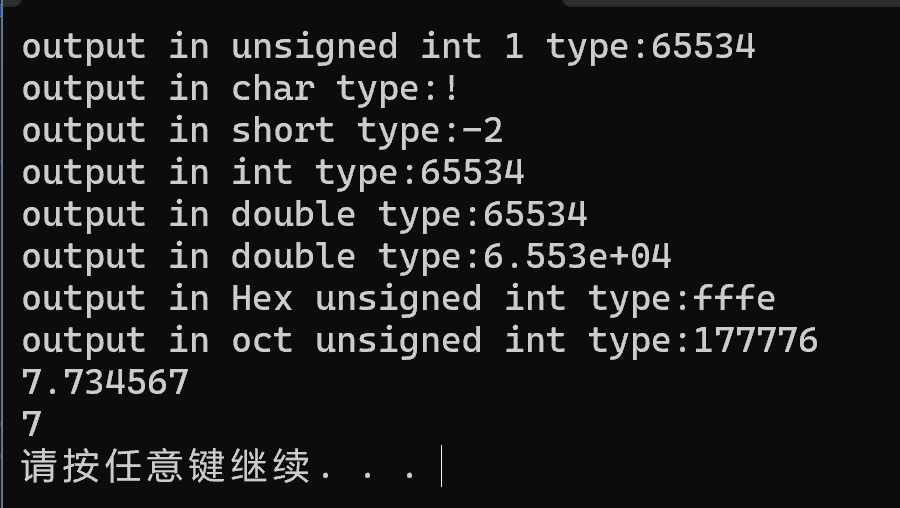 output in unsigned int 1 type:65534
output in char type:!
output in short type:-2
output in int type:65534
output in double type:65534
output in double type:6.553e+04
output in Hex unsigned int type:fffe
output in oct unsigned int type:177776
7.734567
7
请按任意键继续. . .